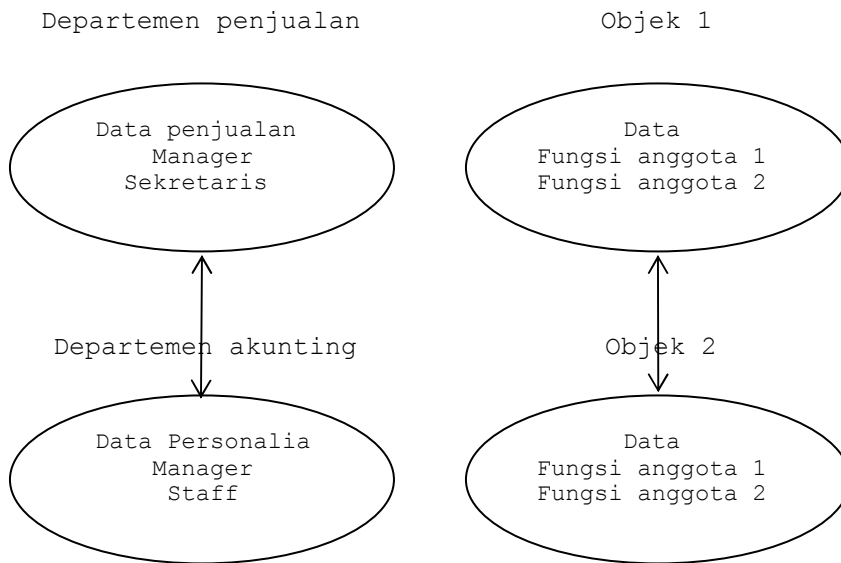 Departemen penjualan
Objek 1
Data penjualan
Manager
Sekretaris
Data
Fungsi anggota 1
Fungsi anggota 2
Departemen akunting
Objek 2
Data Personalia
Manager
Staff
Data
Fungsi anggota 1
Fungsi anggota 2